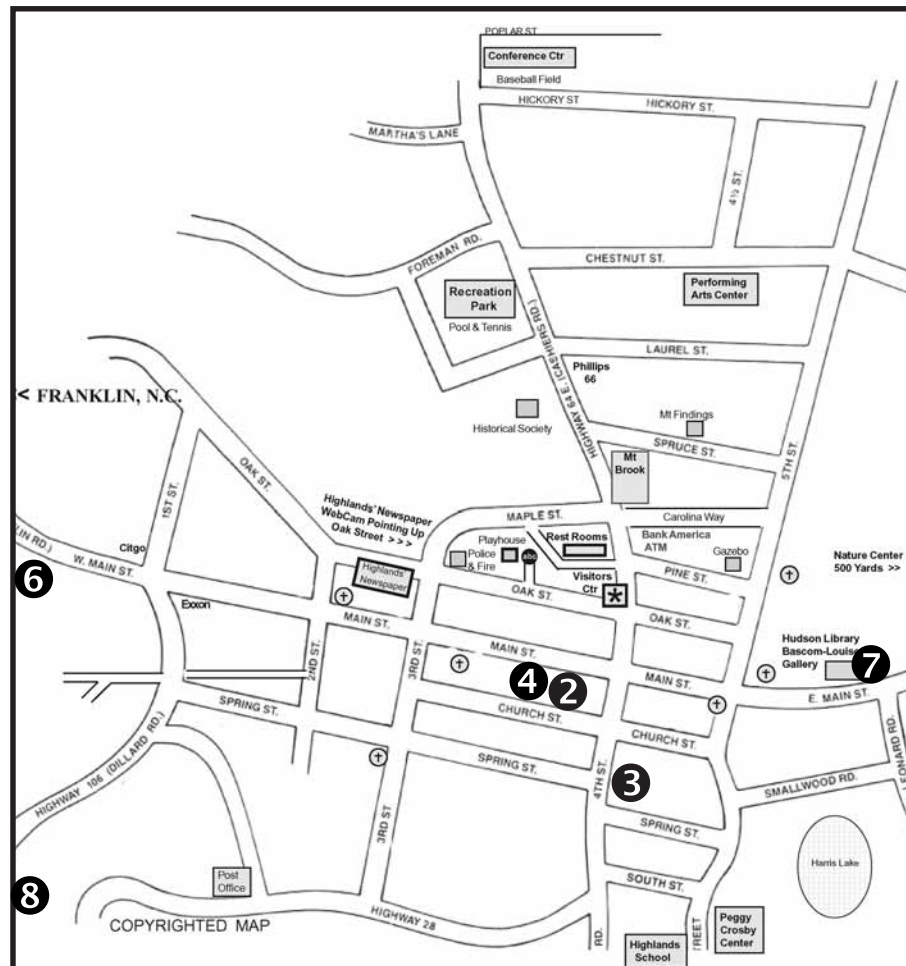 POPLAR ST
Conference Ctr
Baseball Field
HICKORY ST
HICKORY ST.
MARTHA'S LANE
4½ ST.
FOREMAN RD.
CHESTNUT ST.
Recreation
Park
Pool & Tennis
Performing
Arts Center
HIGHWAY 64 E. (CASHIERS RD.)
LAUREL ST.
Phillips
66
< FRANKLIN, N.C.
Historical Society
Mt Findings
SPRUCE ST.
5TH ST.
OAK ST.
1ST ST.
Mt
Brook
Highlands' Newspaper
WebCam Pointing Up
Oak Street > > >
MAPLE ST.
Carolina Way
Rest Rooms
Playhouse
abc
Police
& Fire
Bank America
ATM
Gazebo
Citgo
LIN RD.)
W. MAIN ST.
6
Highlands'
Newspaper
Visitors
Ctr
*
PINE ST.
Nature Center
500 Yards >>
OAK ST.
OAK ST.
Exxon
MAIN ST.
2ND ST.
3RD ST.
MAIN ST.
MAIN ST.
Hudson Library
Bascom-Louise
Gallery
7
E. MAIN ST.
4
2
CHURCH ST.
CHURCH ST.
SPRING ST.
SPRING ST.
4TH ST.
3
LEONARD RD.
SMALLWOOD RD.
HIGHWAY 106 (DILLARD RD.)
3RD ST
SPRING ST.
Harris Lake
8
Post
Office
SOUTH ST.
COPYRIGHTED MAP
HIGHWAY 28
RD.
TREET
Highlands
School
Peggy
Crosby
Center